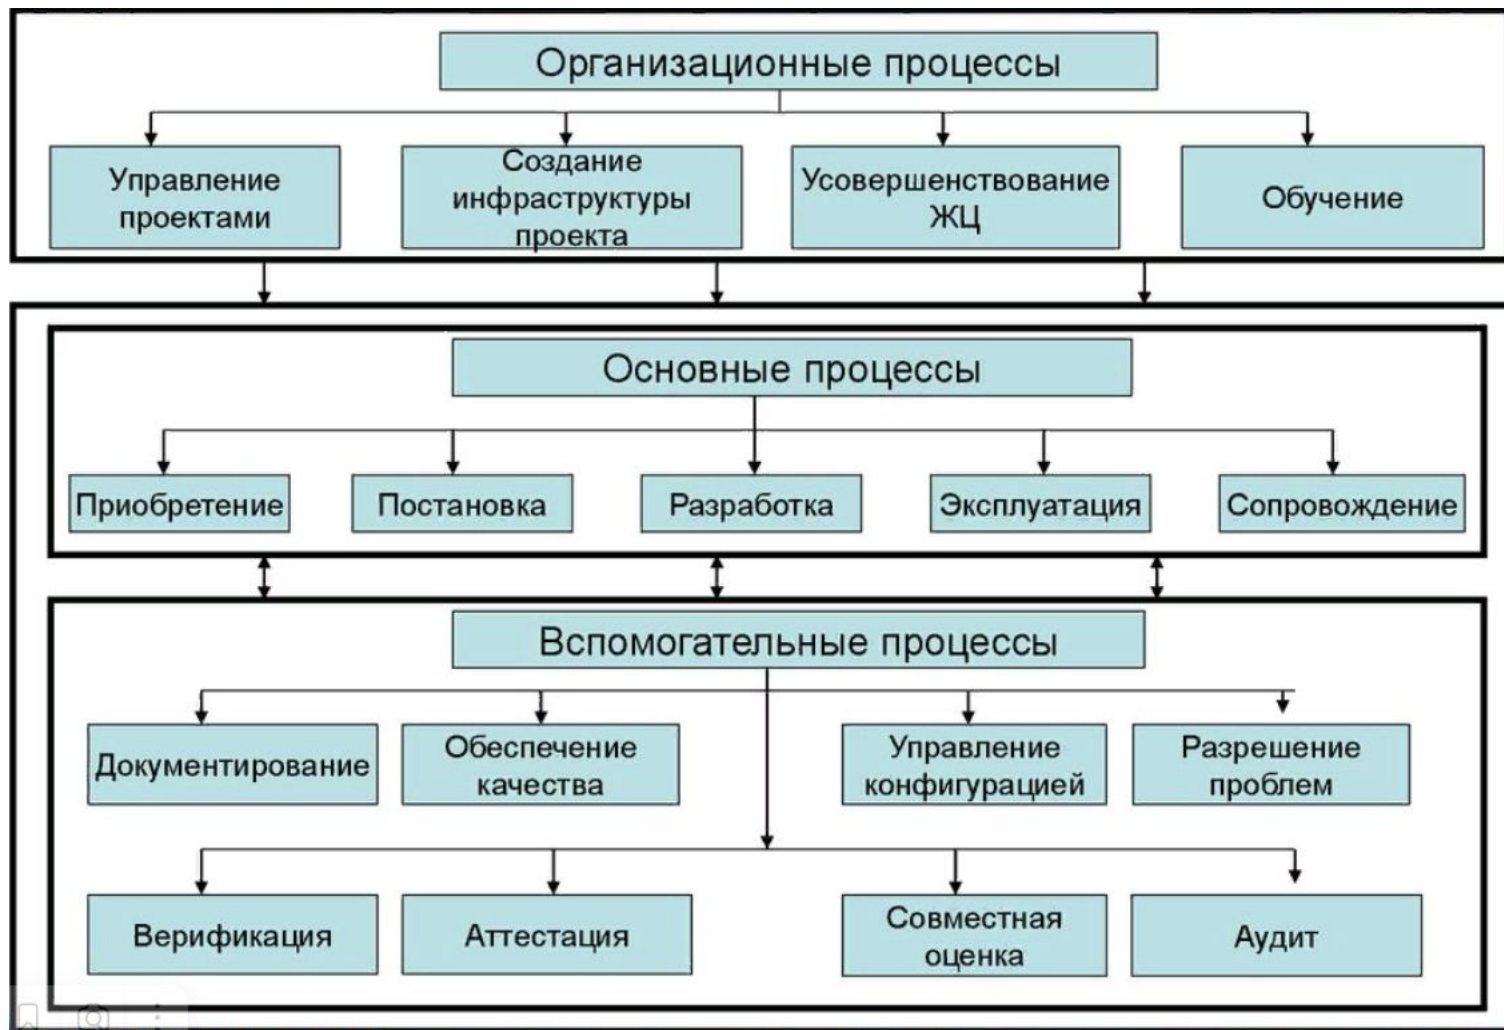 Организационные процессы
Управление
проектами
Создание
инфраструктуры
проекта
Усовершенствование
ЖЦ
Обучение
Основные процессы
Приобретение
Постановка
Разработка
Эксплуатация
Сопровождение
Вспомогательные процессы
Документирование
Обеспечение
качества
Управление
конфигурацией
Разрешение
проблем
Верификация
Аттестация
Совместная
оценка
Аудит